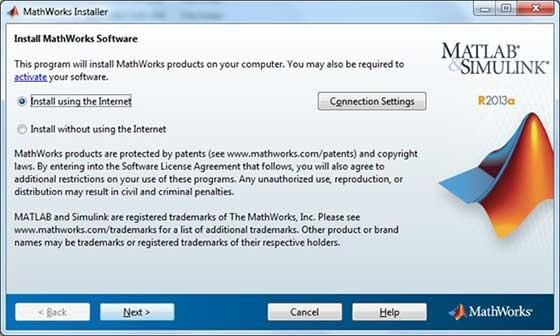 MathWorks Installer
Install MathWorks Software
MATLAB®
&SIMULINK®
This program will install MathWorks products on your computer. You may also be required to
activate your software.
R2013a
Install using the Internet
Connection Settings
Install without using the Internet
MathWorks products are protected by patents (see www.mathworks.com/patents) and copyright
laws. By entering into the Software License Agreement that follows, you will also agree to
additional restrictions on your use of these programs. Any unauthorized use, reproduction, or
distribution may result in civil and criminal penalties.
MATLAB and Simulink are registered trademarks of The MathWorks, Inc. Please see
www.mathworks.com/trademarks for a list of additional trademarks. Other product or brand
names may be trademarks or registered trademarks of their respective holders.
< Back
Next >
Cancel
Help
MathWorks